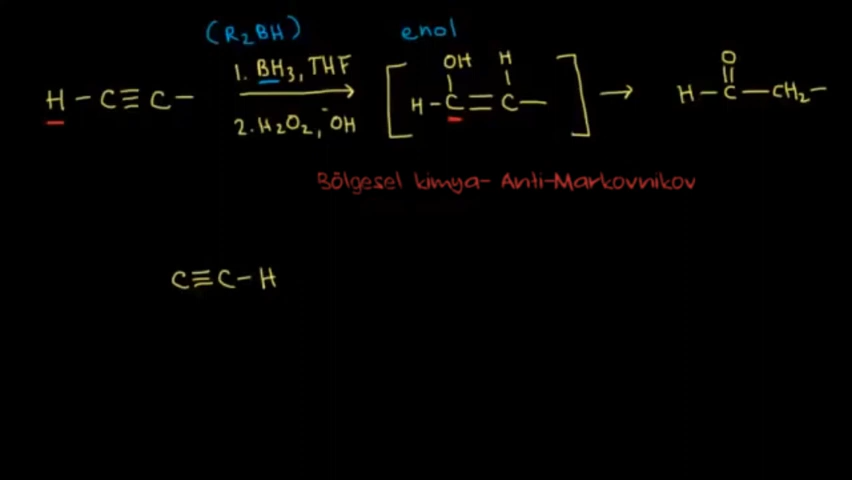 (R₂BH) enol
H – C ≡ C – 1. BH₃, THF [ H – C = C – ] → H – C – CH₂ –
OH H O
2. H₂O₂, ⁻OH
Bölgesel kimya- Anti-Markovnikov
C≡C-H